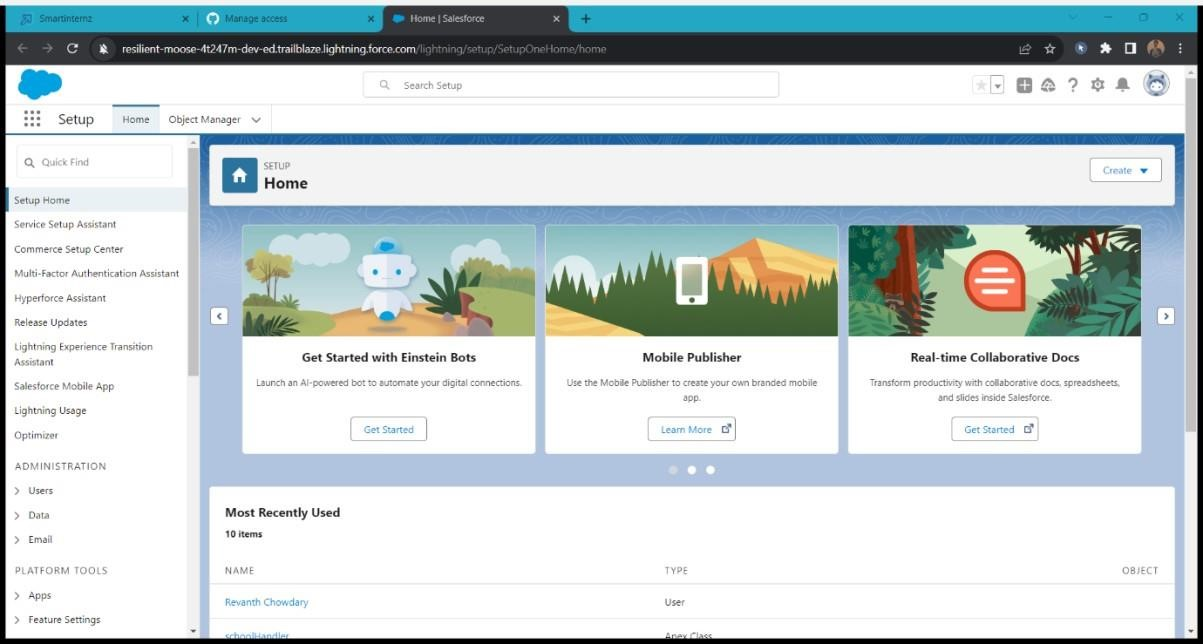 Smartinternz
Manage access
Home | Salesforce
resilient-moose-4t247m-dev-ed.trailblaze.lightning.force.com/lightning/setup/SetupOneHome/home
Search Setup
Setup
Home
Object Manager
Quick Find
Setup Home
Service Setup Assistant
Commerce Setup Center
Multi-Factor Authentication Assistant
Hyperforce Assistant
Release Updates
Lightning Experience Transition
Assistant
Salesforce Mobile App
Lightning Usage
Optimizer
ADMINISTRATION
Users
Data
Email
PLATFORM TOOLS
Apps
Feature Settings
SETUP
Home
Create
Get Started with Einstein Bots
Launch an AI-powered bot to automate your digital connections.
Get Started
Mobile Publisher
Use the Mobile Publisher to create your own branded mobile
app.
Learn More
Real-time Collaborative Docs
Transform productivity with collaborative docs, spreadsheets,
and slides inside Salesforce.
Get Started
Most Recently Used
10 items
NAME TYPE OBJECT
Revanth Chowdary User
schoolHandler Apex Class